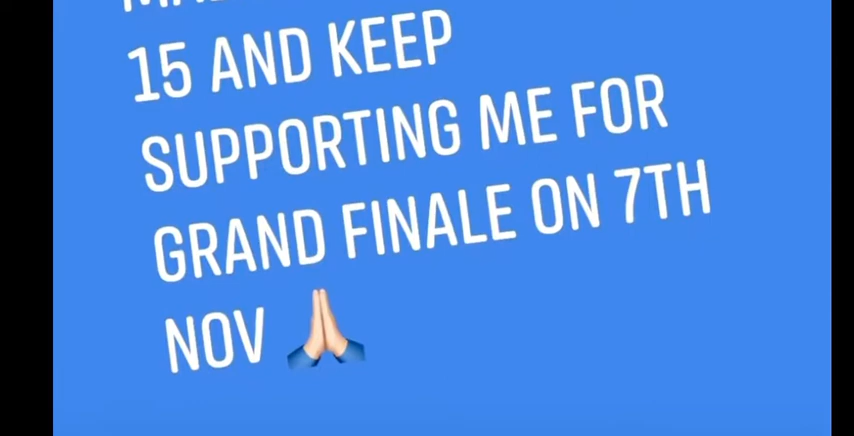 15 AND KEEP
SUPPORTING ME FOR
GRAND FINALE ON 7TH
NOV 🙏🏻